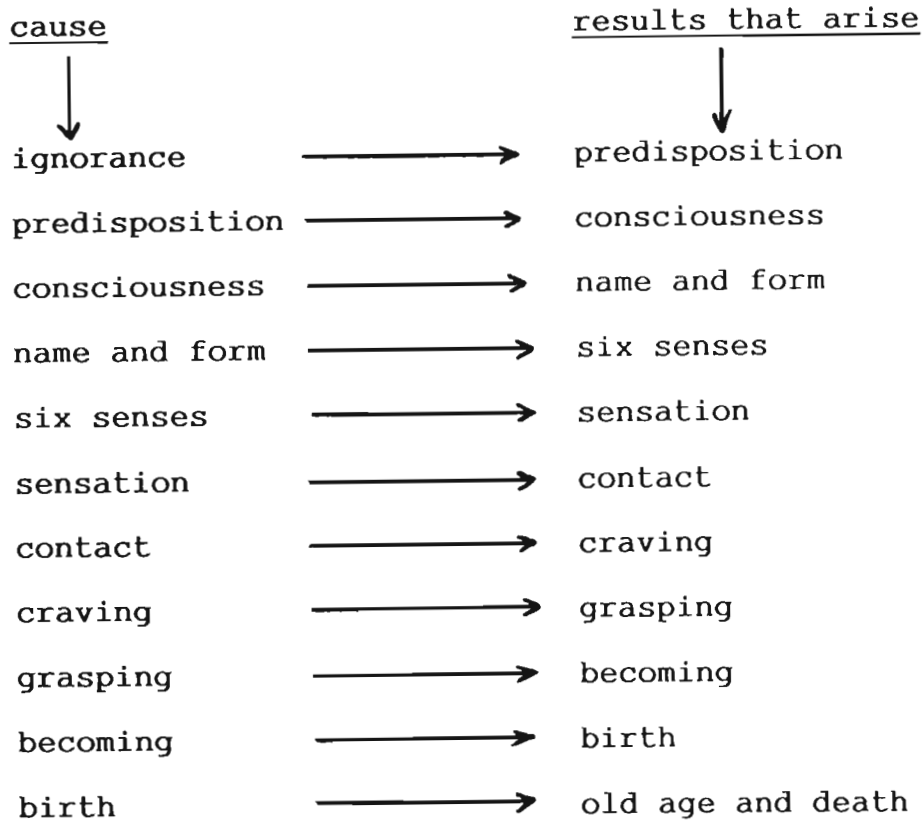 cause results that arise
ignorance predisposition
predisposition consciousness
consciousness name and form
name and form six senses
six senses sensation
sensation contact
contact craving
craving grasping
grasping becoming
becoming birth
birth old age and death